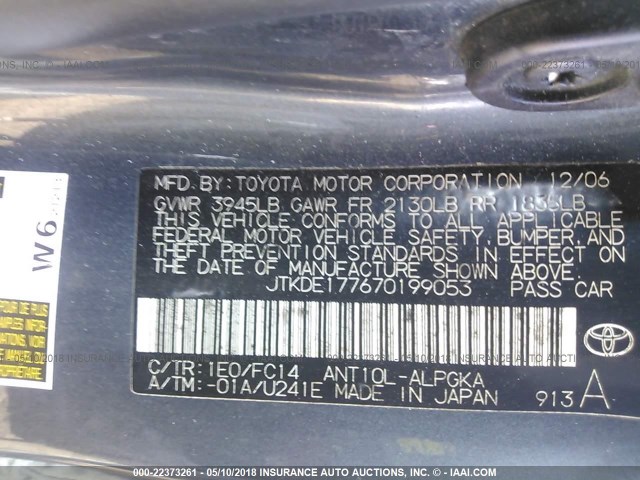 MFD. BY: TOYOTA MOTOR CORPORATION 12/06
GVWR 3945LB GAWR FR 2130LB RR 1836LB
THIS VEHICLE CONFORMS TO ALL APPLICABLE
FEDERAL MOTOR VEHICLE SAFETY, BUMPER, AND
THEFT PREVENTION STANDARDS IN EFFECT ON
THE DATE OF MANUFACTURE SHOWN ABOVE.
JTKDE177670199053 PASS CAR
C/TR: 1E0/FC14 ANT10L-ALPGKA
A/TM: -01A/U241E MADE IN JAPAN 913 A
TOYOTA
W6
000-22373261 - 05/10/2018 INSURANCE AUTO AUCTIONS, INC. - © IAAI.COM